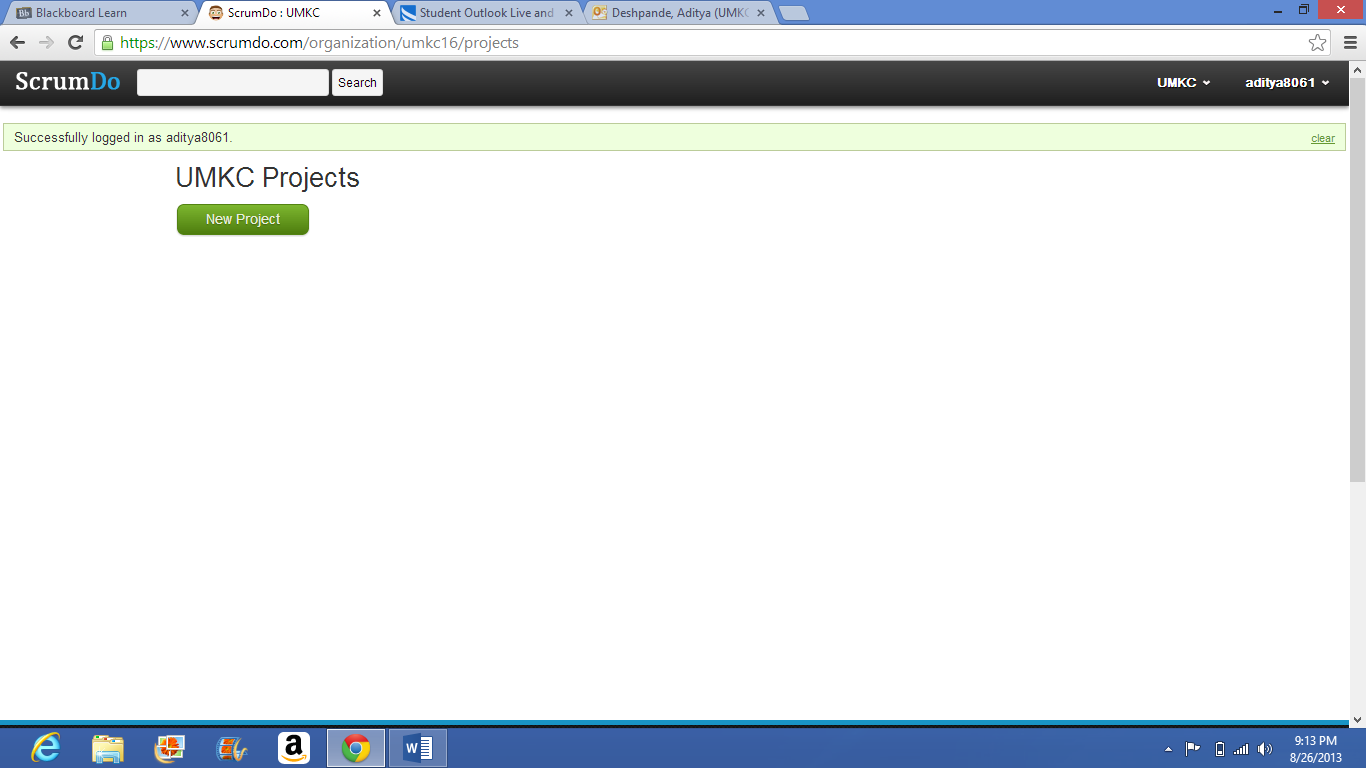 Blackboard Learn
ScrumDo : UMKC
Student Outlook Live and
Deshpande, Aditya (UMKC
https://www.scrumdo.com/organization/umkc16/projects
ScrumDo Search UMKC aditya8061
Successfully logged in as aditya8061. clear
UMKC Projects
New Project
9:13 PM
8/26/2013